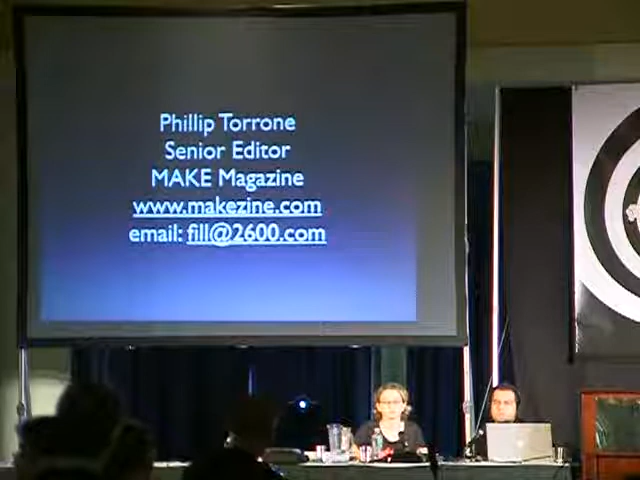 Phillip Torrone
Senior Editor
MAKE Magazine
www.makezine.com
email: fill@2600.com